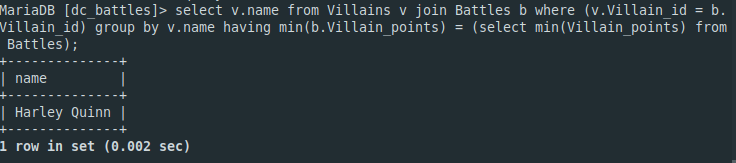 MariaDB [dc_battles]> select v.name from Villains v join Battles b where (v.Villain_id = b.
Villain_id) group by v.name having min(b.Villain_points) = (select min(Villain_points) from
 Battles);
+--------------+
| name         |
+--------------+
| Harley Quinn |
+--------------+
1 row in set (0.002 sec)